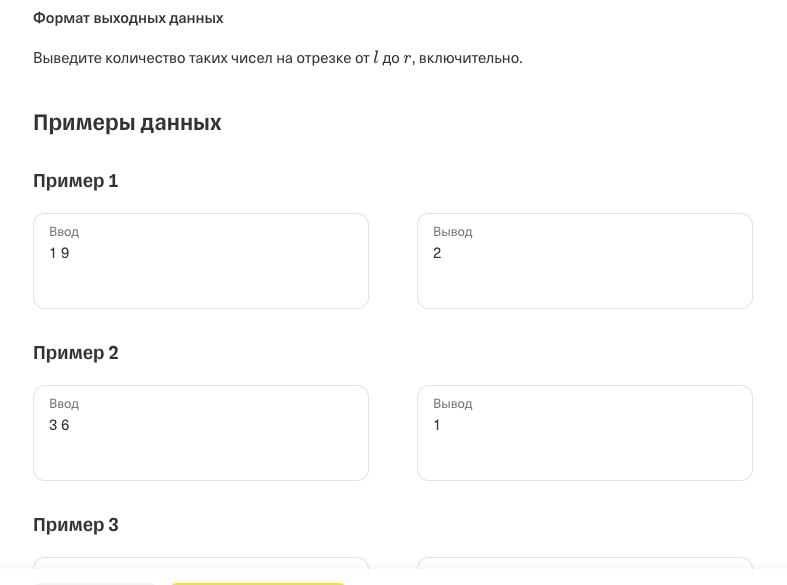 Формат выходных данных
Выведите количество таких чисел на отрезке от l до r, включительно.
Примеры данных
Пример 1
Ввод
1 9
Вывод
2
Пример 2
Ввод
3 6
Вывод
1
Пример 3